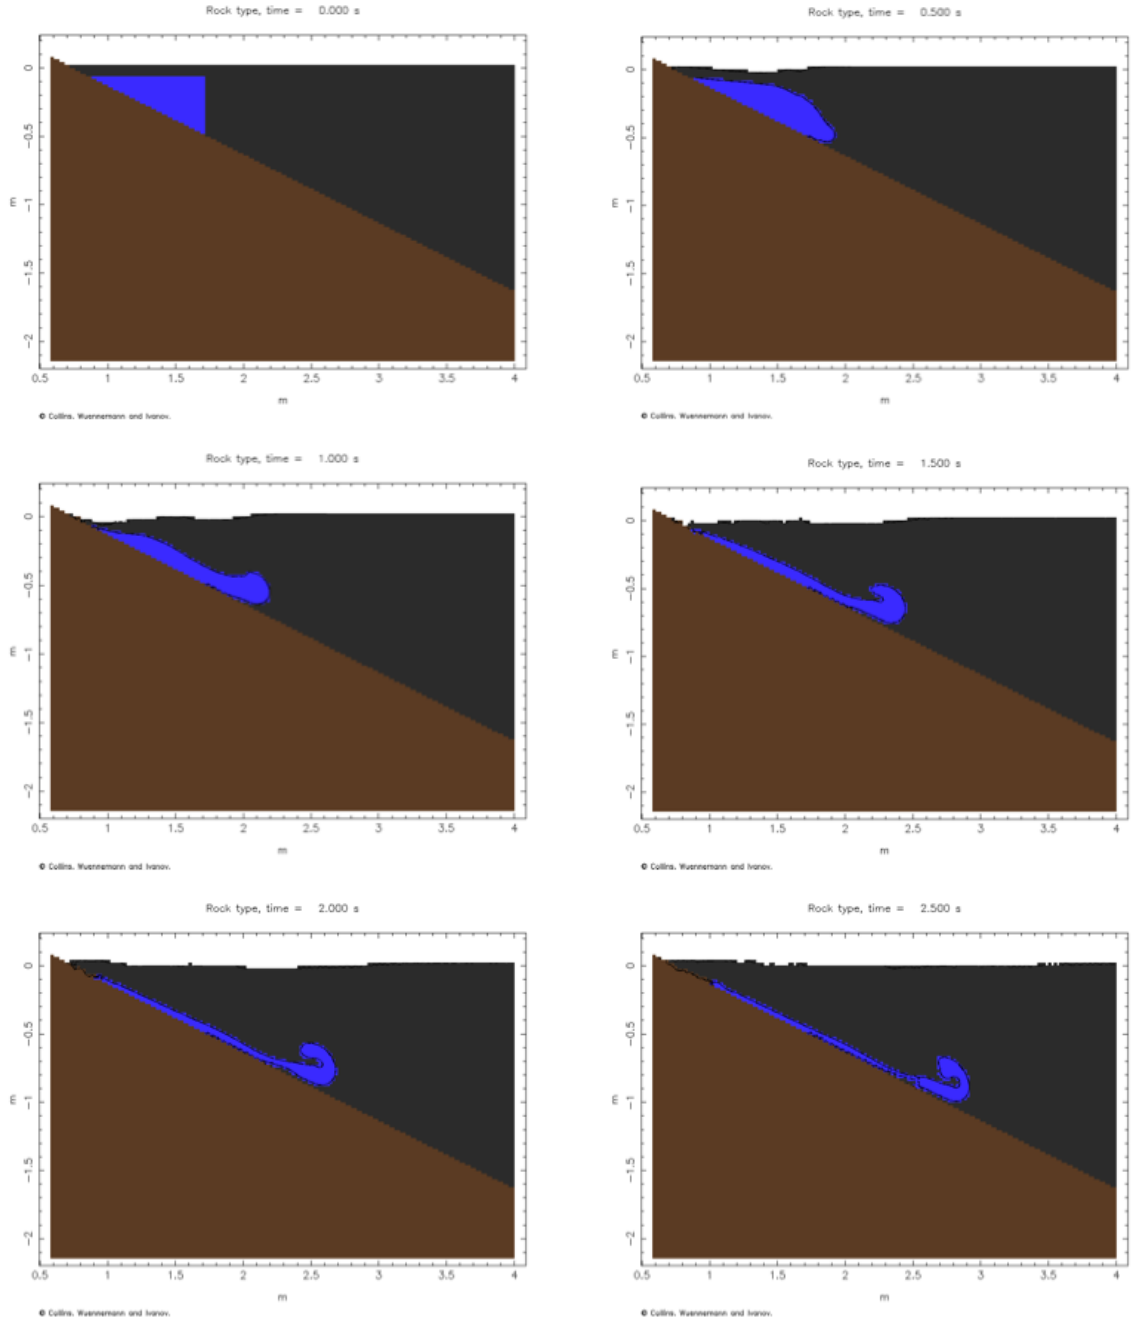 Rock type, time = 0.000 s
0
−0.5
−1
−1.5
−2
m
0.5 1 1.5 2 2.5 3 3.5 4
m
© Collins, Wuennemann and Ivanov.
Rock type, time = 0.500 s
0
−0.5
−1
−1.5
−2
m
0.5 1 1.5 2 2.5 3 3.5 4
m
© Collins, Wuennemann and Ivanov.
Rock type, time = 1.000 s
0
−0.5
−1
−1.5
−2
m
0.5 1 1.5 2 2.5 3 3.5 4
m
© Collins, Wuennemann and Ivanov.
Rock type, time = 1.500 s
0
−0.5
−1
−1.5
−2
m
0.5 1 1.5 2 2.5 3 3.5 4
m
© Collins, Wuennemann and Ivanov.
Rock type, time = 2.000 s
0
−0.5
−1
−1.5
−2
m
0.5 1 1.5 2 2.5 3 3.5 4
m
© Collins, Wuennemann and Ivanov.
Rock type, time = 2.500 s
0
−0.5
−1
−1.5
−2
m
0.5 1 1.5 2 2.5 3 3.5 4
m
© Collins, Wuennemann and Ivanov.